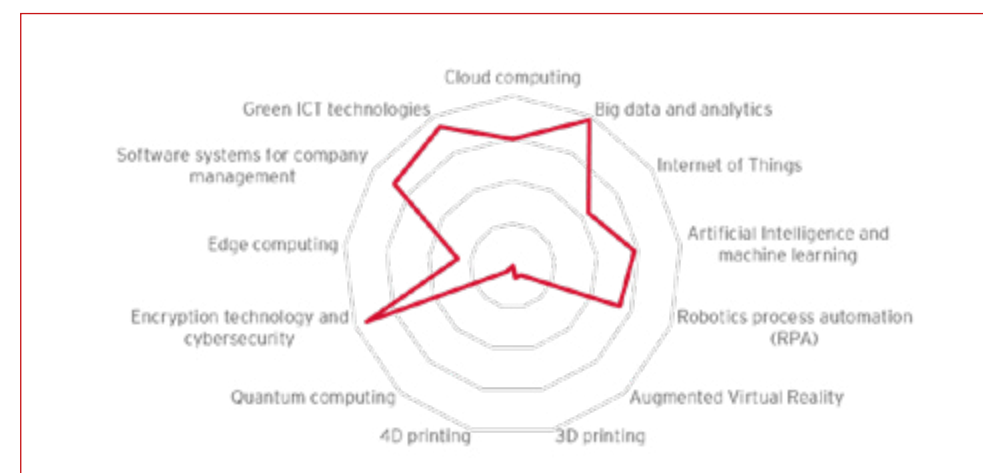 Cloud computing
Green ICT technologies
Big data and analytics
Software systems for company
management
Internet of Things
Edge computing
Artificial Intelligence and
machine learning
Encryption technology and
cybersecurity
Robotics process automation
(RPA)
Quantum computing
Augmented Virtual Reality
4D printing
3D printing